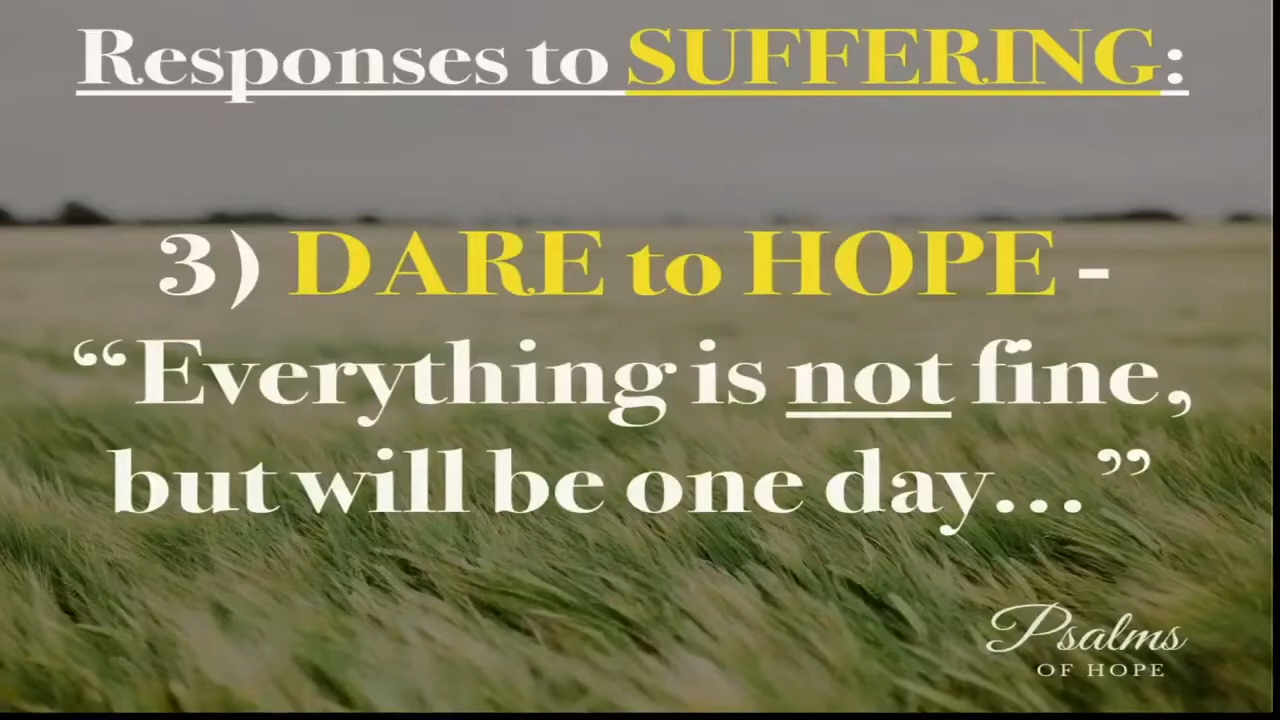 Responses to SUFFERING:
3) DARE to HOPE -
“Everything is not fine,
but will be one day...”
Psalms
OF HOPE